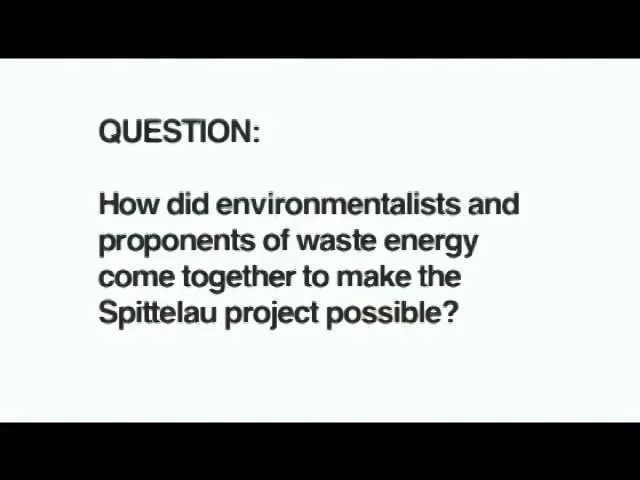 QUESTION:
How did environmentalists and
proponents of waste energy
come together to make the
Spittelau project possible?